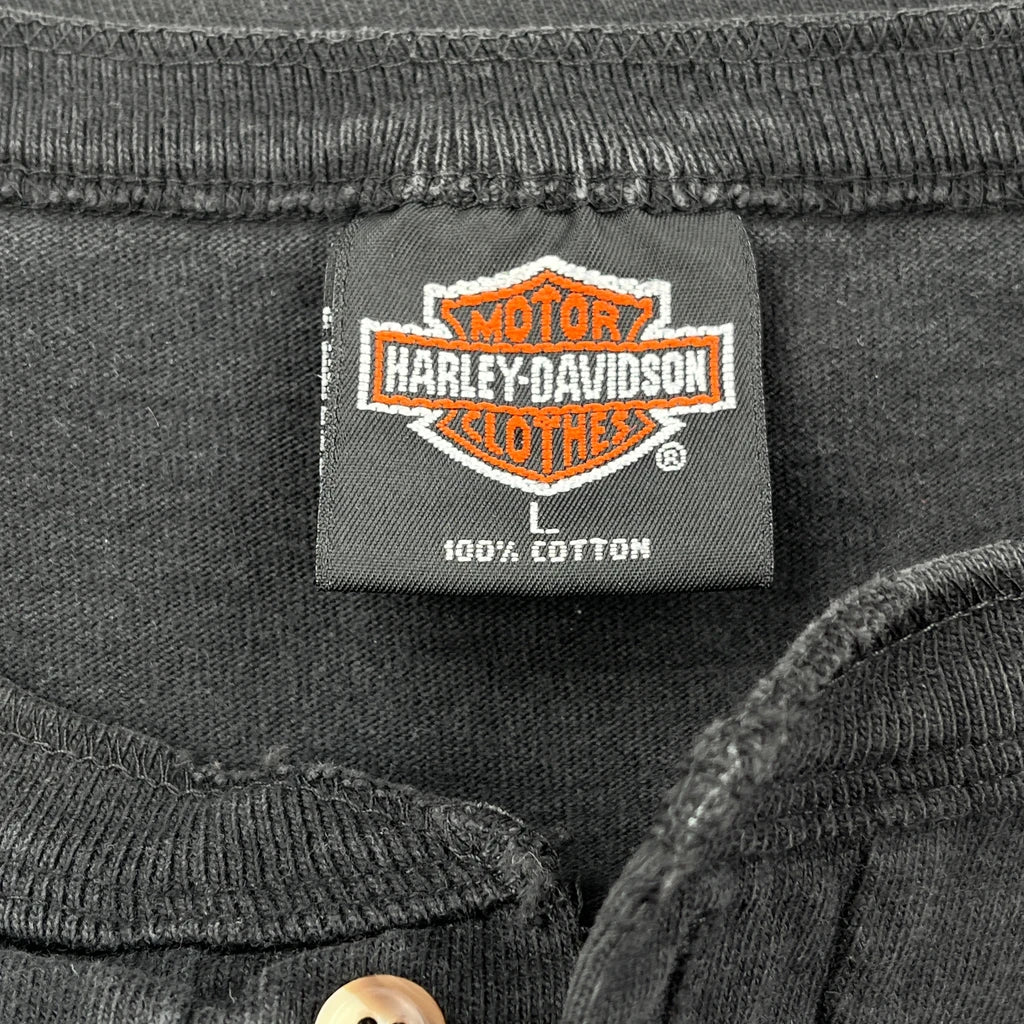 MOTOR
HARLEY-DAVIDSON
CLOTHES
®
L
100% COTTON